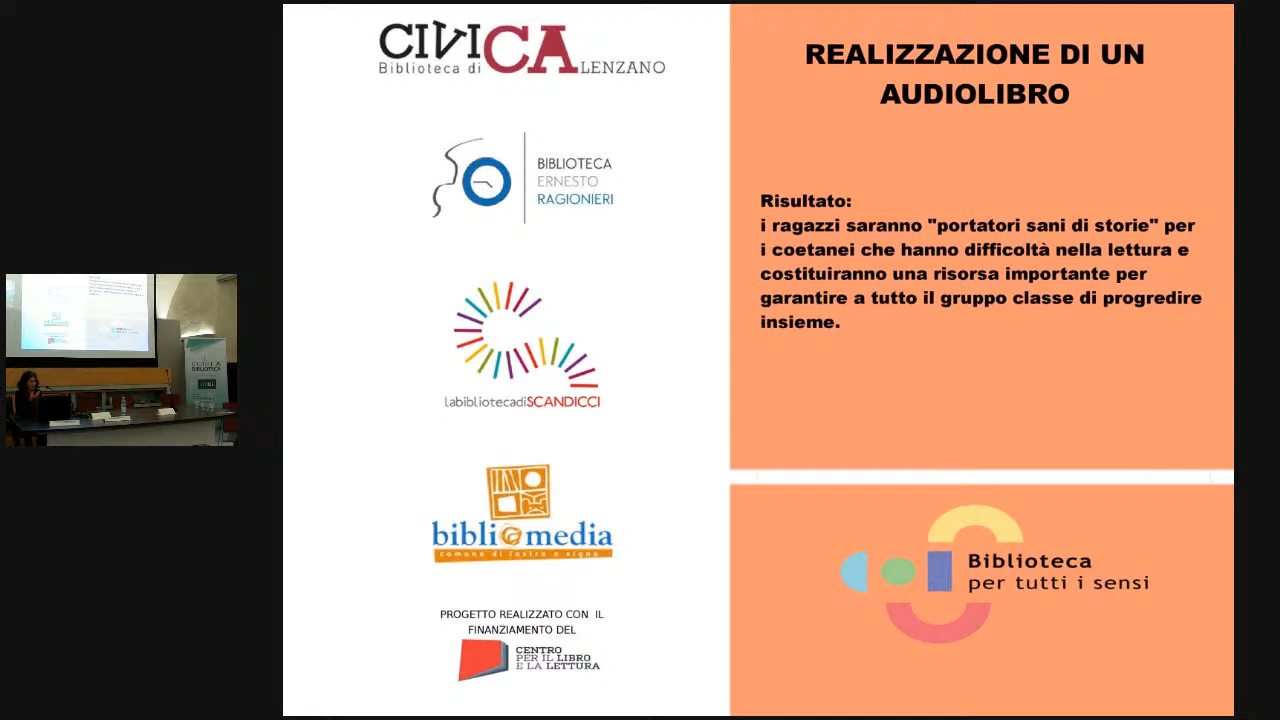 CIVICA
Biblioteca di
LENZANO
BIBLIOTECA
ERNESTO
RAGIONIERI
labibliotecadiSCANDICCI
bibli@media
comune di lastra a signa
PROGETTO REALIZZATO CON IL
FINANZIAMENTO DEL
CENTRO
PER IL LIBRO
E LA LETTURA
REALIZZAZIONE DI UN
AUDIOLIBRO
Risultato:
i ragazzi saranno "portatori sani di storie" per
i coetanei che hanno difficoltà nella lettura e
costituiranno una risorsa importante per
garantire a tutto il gruppo classe di progredire
insieme.
Biblioteca
per tutti i sensi
BIBLIOTECA